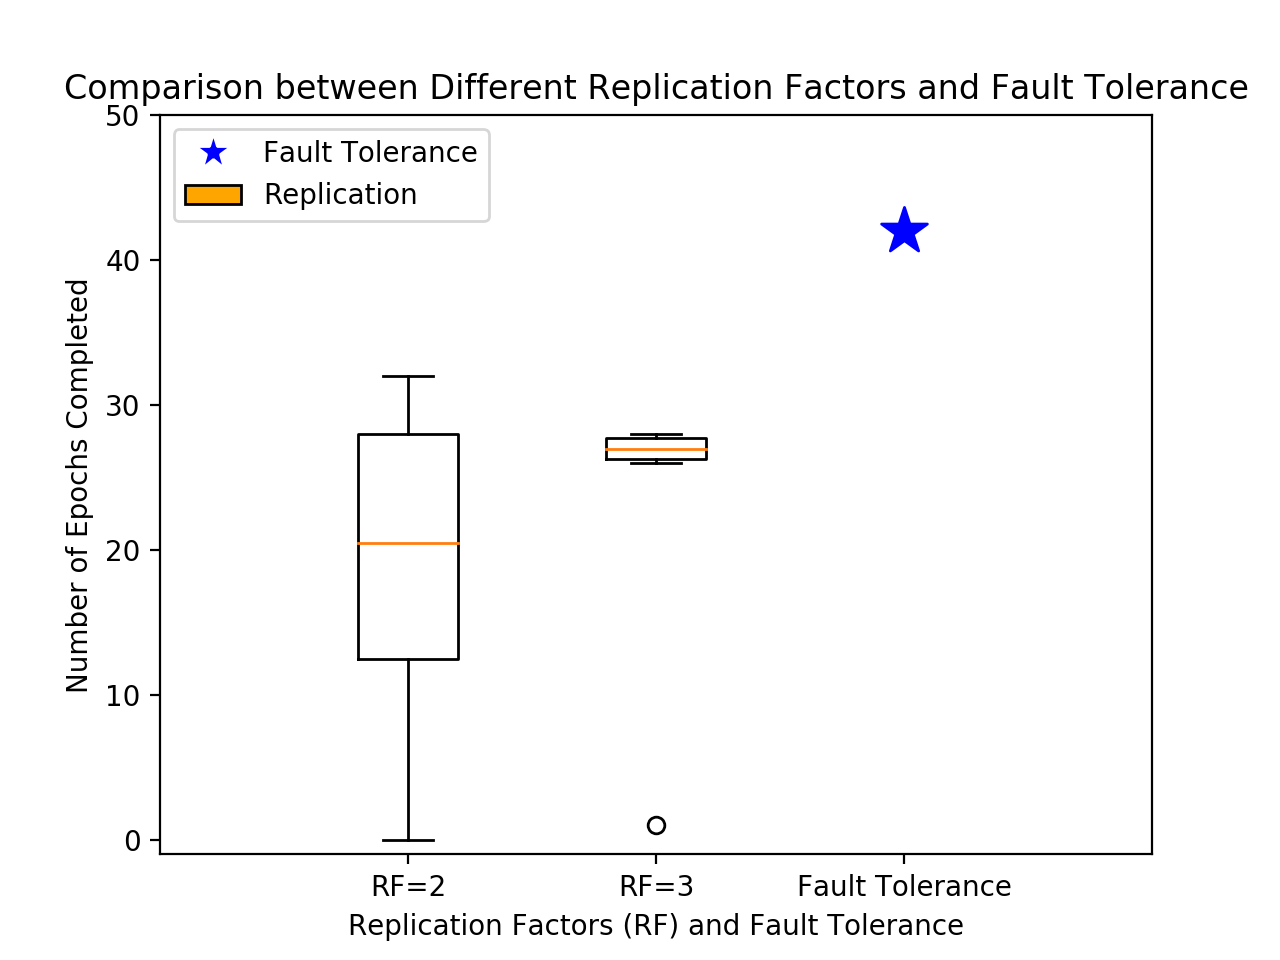 Comparison between Different Replication Factors and Fault Tolerance
Fault Tolerance
Replication
Number of Epochs Completed
50
40
30
20
10
0
RF=2
RF=3
Fault Tolerance
Replication Factors (RF) and Fault Tolerance